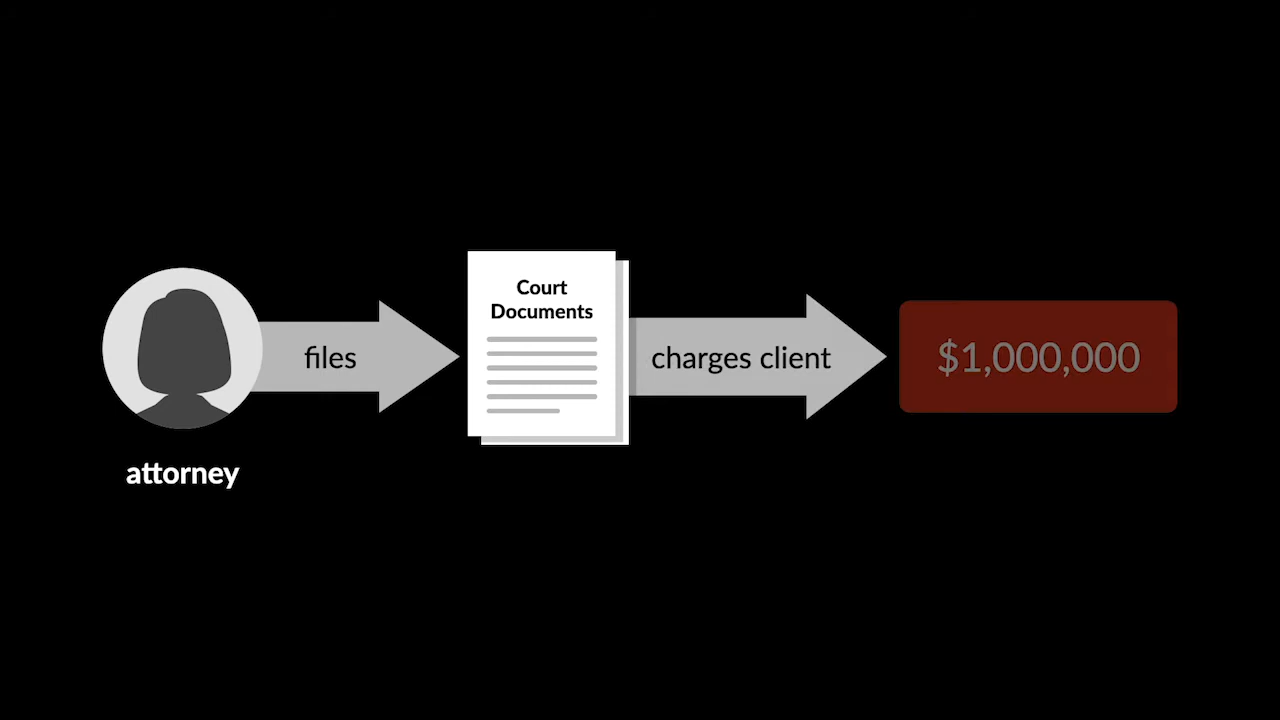 Court
Documents
files
charges client
$1,000,000
attorney